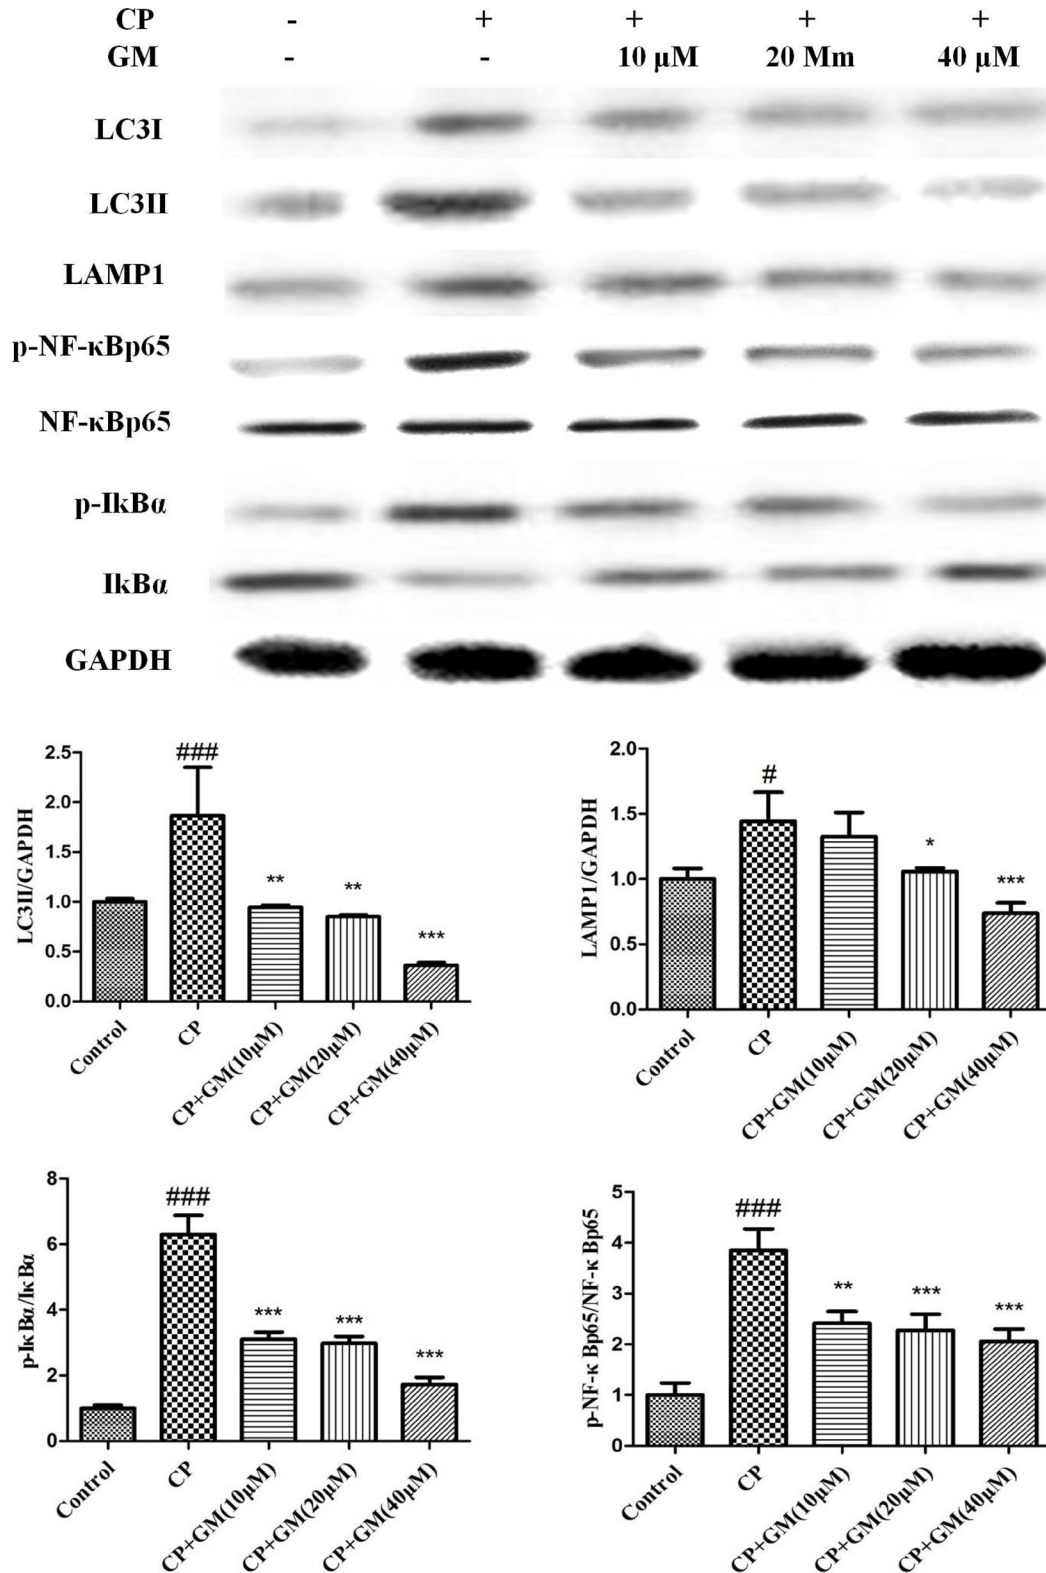 CP - + + + +
GM - - 10 μM 20 Mm 40 μM
LC3I
LC3II
LAMP1
p-NF-κBp65
NF-κBp65
p-IkBα
IkBα
GAPDH
LC3II/GAPDH
2.5
2.0
1.5
1.0
0.5
0.0
###
**
**
***
Control
CP
CP+GM(10μM)
CP+GM(20μM)
CP+GM(40μM)
LAMP1/GAPDH
2.0
1.5
1.0
0.5
0.0
#
*
***
Control
CP
CP+GM(10μM)
CP+GM(20μM)
CP+GM(40μM)
p-IκBα/IκBα
8
6
4
2
0
###
***
***
***
Control
CP
CP+GM(10μM)
CP+GM(20μM)
CP+GM(40μM)
p-NF-κ Bp65/NF-κ Bp65
5
4
3
2
1
0
###
**
***
***
Control
CP
CP+GM(10μM)
CP+GM(20μM)
CP+GM(40μM)